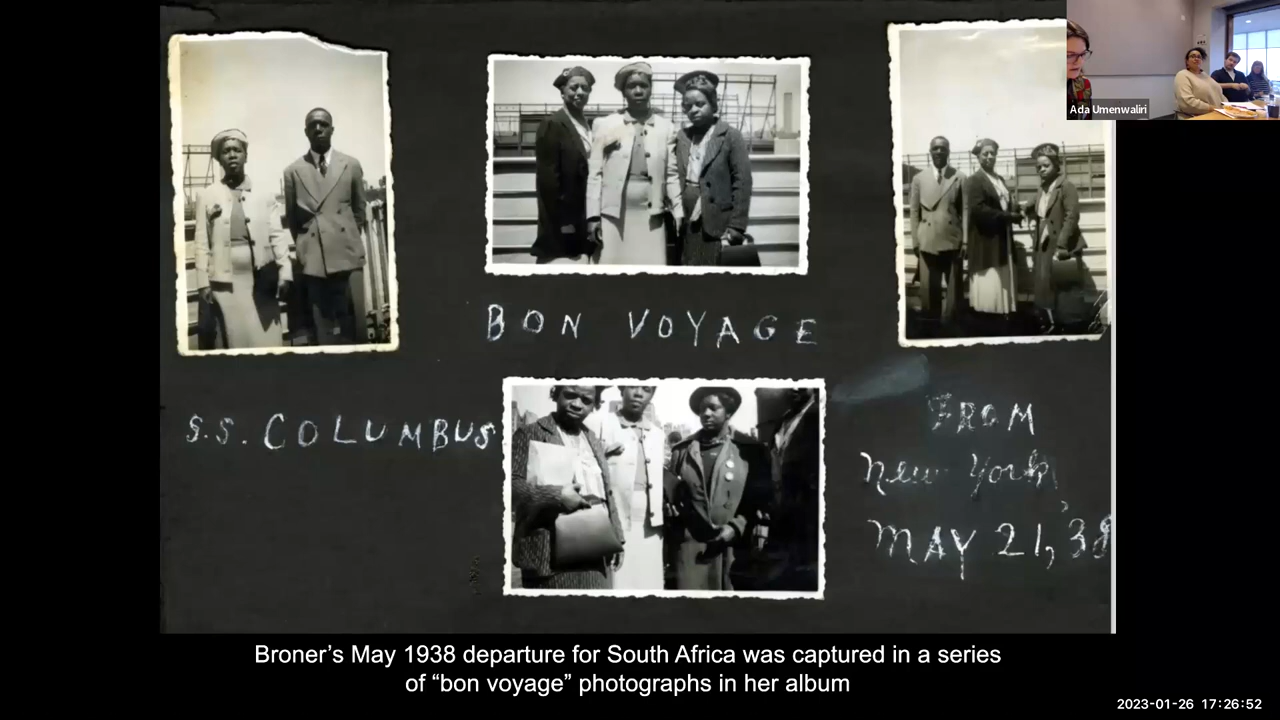 Ada Umenwaliri
BON VOYAGE
S.S. COLUMBUS
FROM
New York
MAY 21, '38
Broner’s May 1938 departure for South Africa was captured in a series
of “bon voyage” photographs in her album
2023-01-26 17:26:52